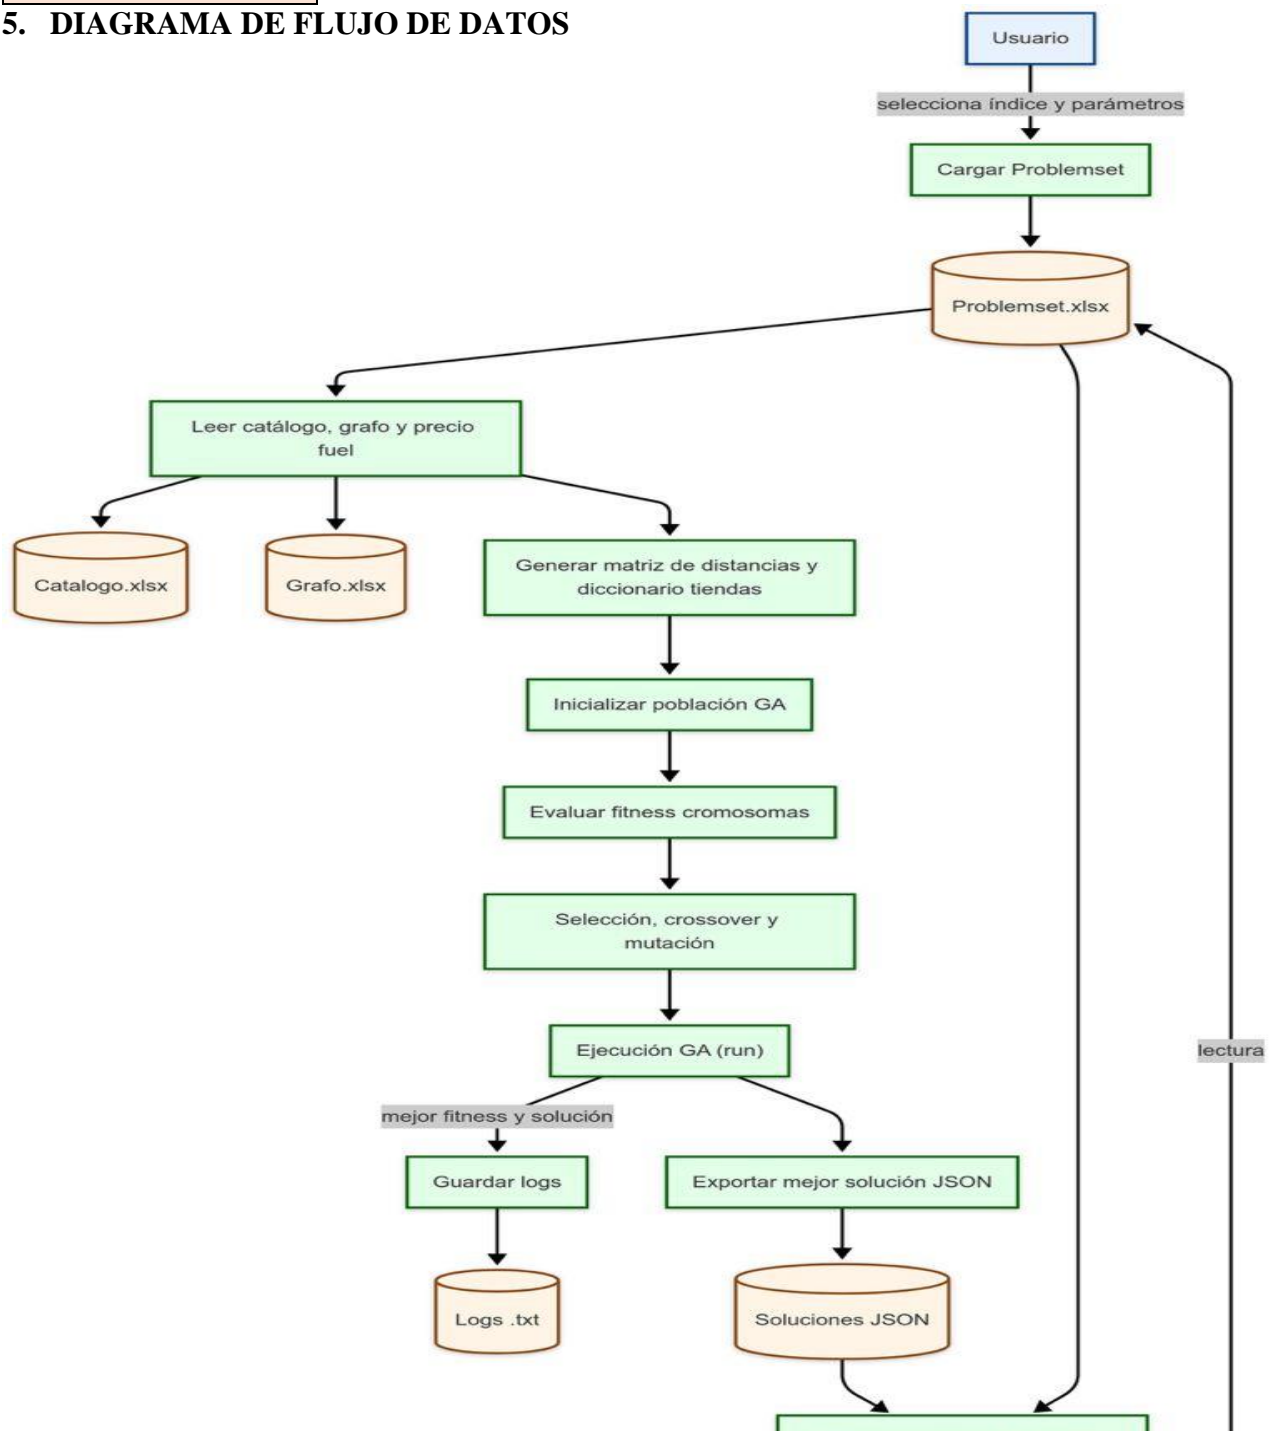 5. DIAGRAMA DE FLUJO DE DATOS
Usuario
selecciona índice y parámetros
Cargar Problemset
Problemset.xlsx
Leer catálogo, grafo y precio
fuel
Catalogo.xlsx
Grafo.xlsx
Generar matriz de distancias y
diccionario tiendas
Inicializar población GA
Evaluar fitness cromosomas
Selección, crossover y
mutación
Ejecución GA (run)
lectura
mejor fitness y solución
Guardar logs
Exportar mejor solución JSON
Logs .txt
Soluciones JSON